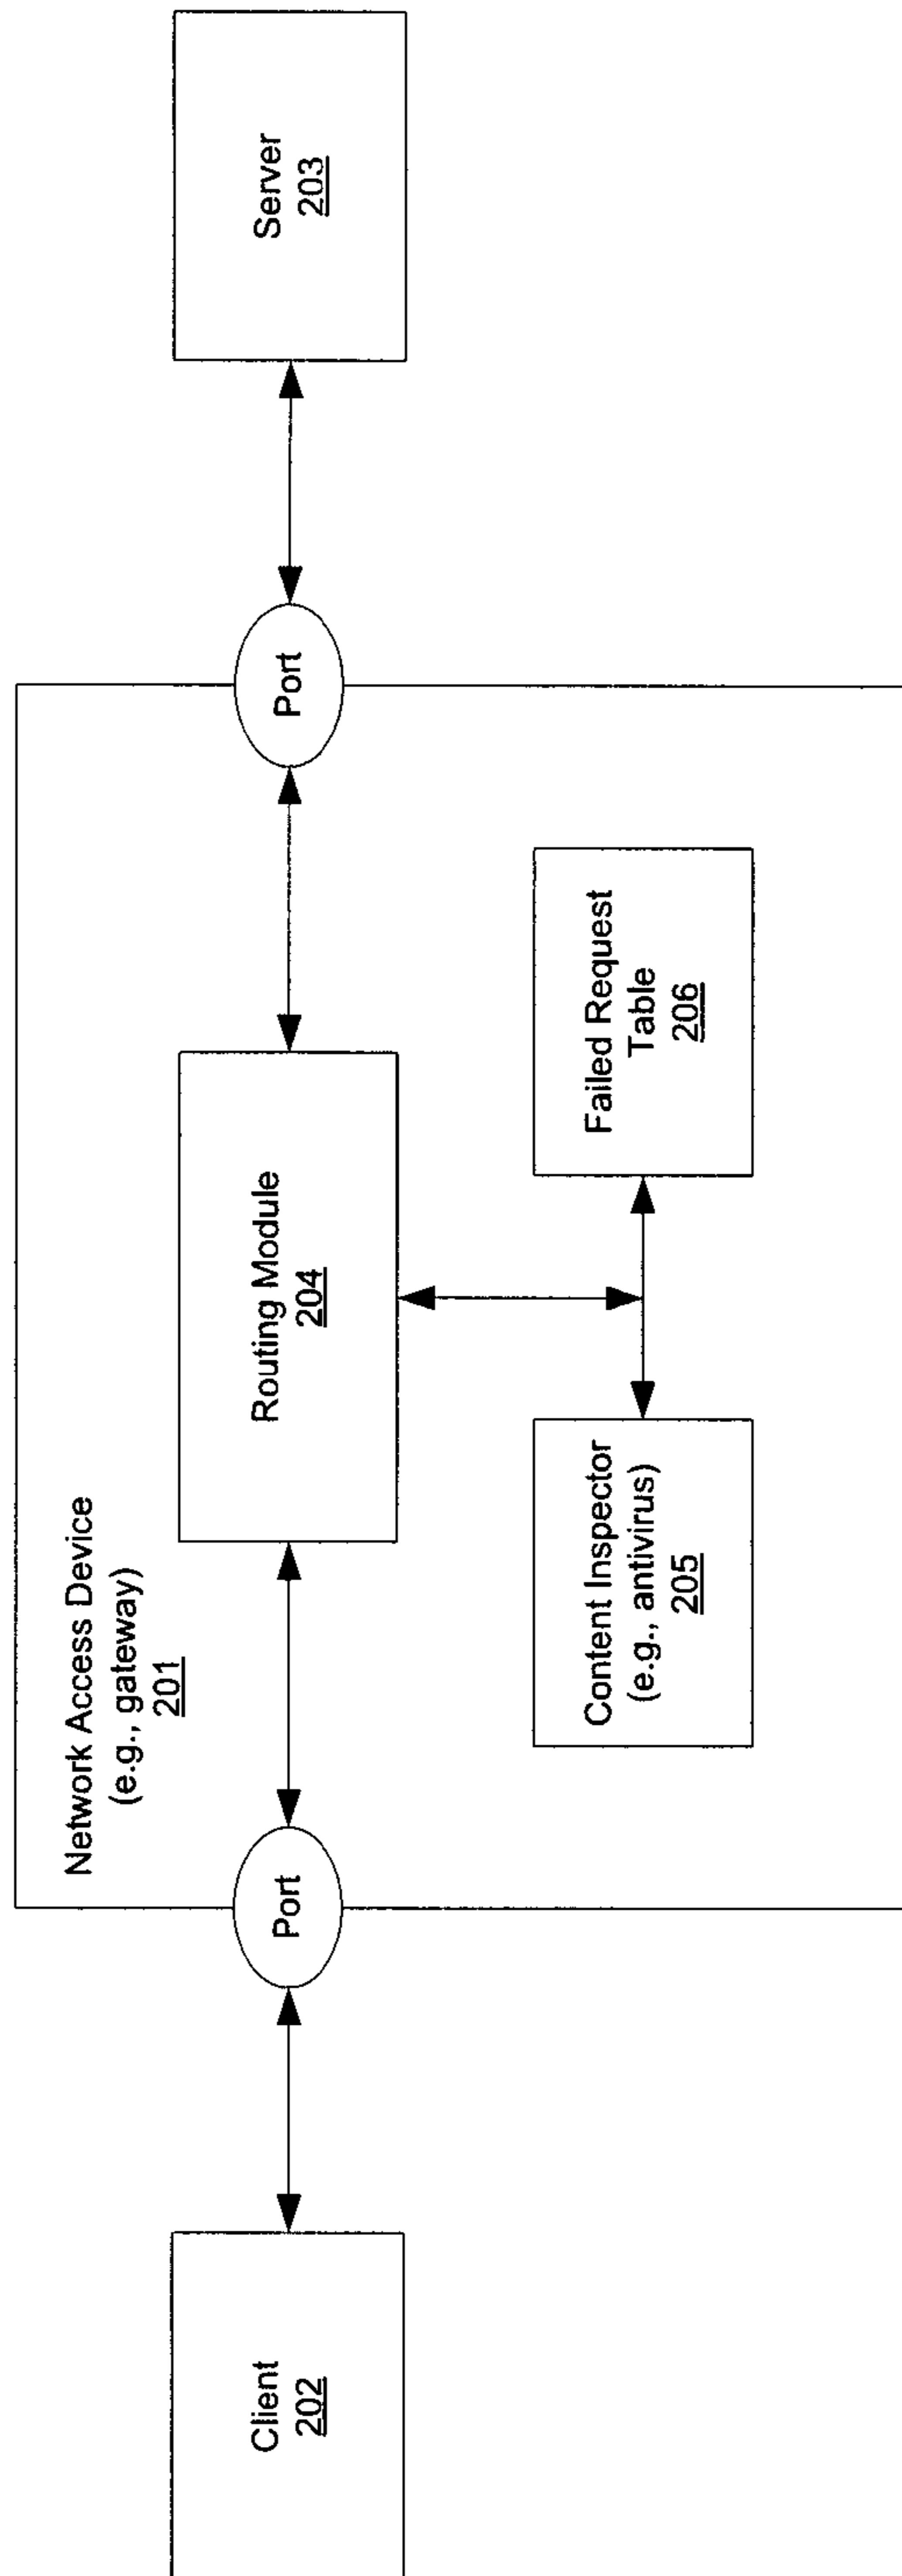 Network Access Device
(e.g., gateway)
201
Client
202
Port
Routing Module
204
Port
Server
203
Content Inspector
(e.g., antivirus)
205
Failed Request
Table
206